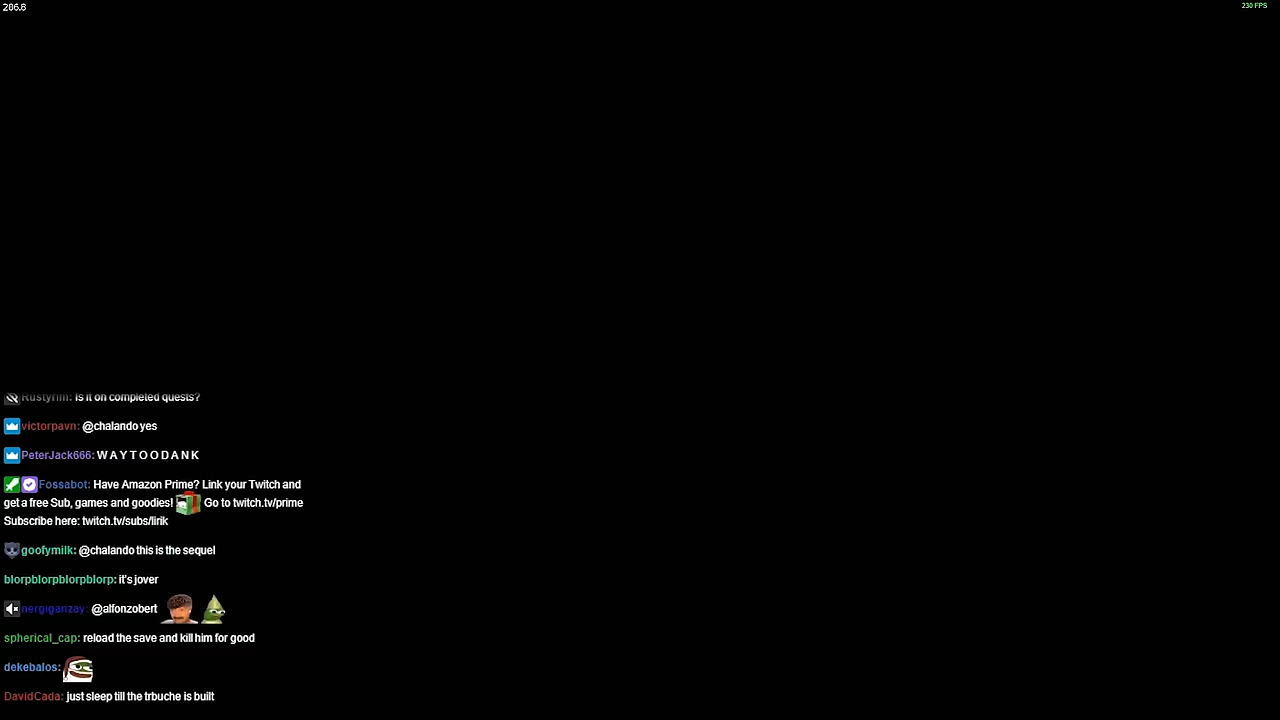 206.8
230 FPS
Rustyrim: Is it on completed quests?
victorpavn: @chalando yes
PeterJack666: W A Y T O O D A N K
Fossabot: Have Amazon Prime? Link your Twitch and
get a free Sub, games and goodies! Go to twitch.tv/prime
Subscribe here: twitch.tv/subs/lirik
goofymilk: @chalando this is the sequel
blorpblorpblorpblorp: it's jover
nergiganzay: @alfonzobert
spherical_cap: reload the save and kill him for good
dekebalos:
DavidCada: just sleep till the trbuche is built